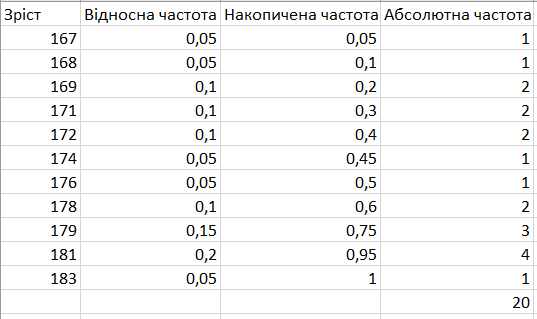 Зріст Відносна частота Накопичена частота Абсолютна частота
167 0,05 0,05 1
168 0,05 0,1 1
169 0,1 0,2 2
171 0,1 0,3 2
172 0,1 0,4 2
174 0,05 0,45 1
176 0,05 0,5 1
178 0,1 0,6 2
179 0,15 0,75 3
181 0,2 0,95 4
183 0,05 1 1
20